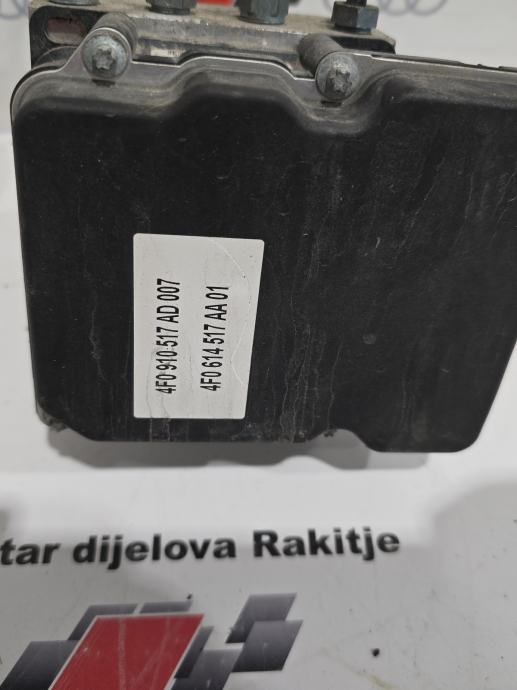 4F0 910 517 AD 007
4F0 614 517 AA 01
tar dijelova Rakitje